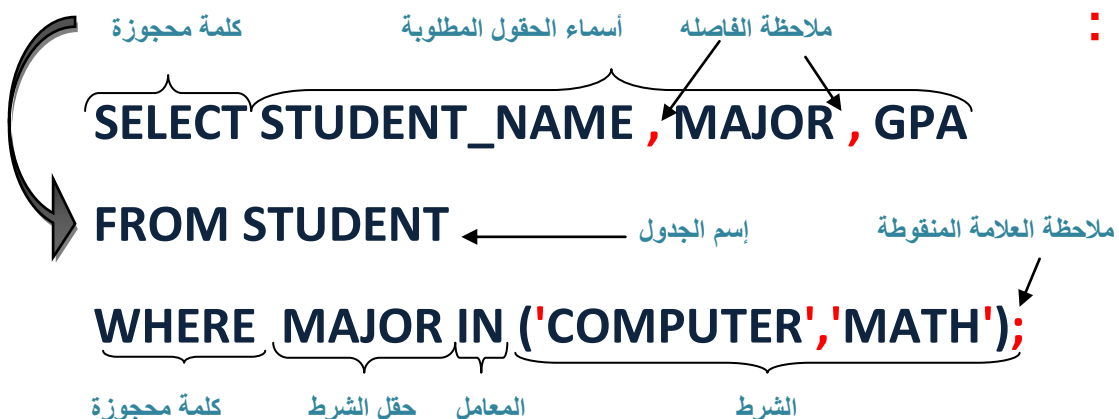 :
كلمة محجوزة أسماء الحقول المطلوبة ملاحظة الفاصله
SELECT STUDENT_NAME , MAJOR , GPA
FROM STUDENT إسم الجدول ملاحظة العلامة المنقوطة
WHERE MAJOR IN ('COMPUTER','MATH');
كلمة محجوزة حقل الشرط المعامل الشرط